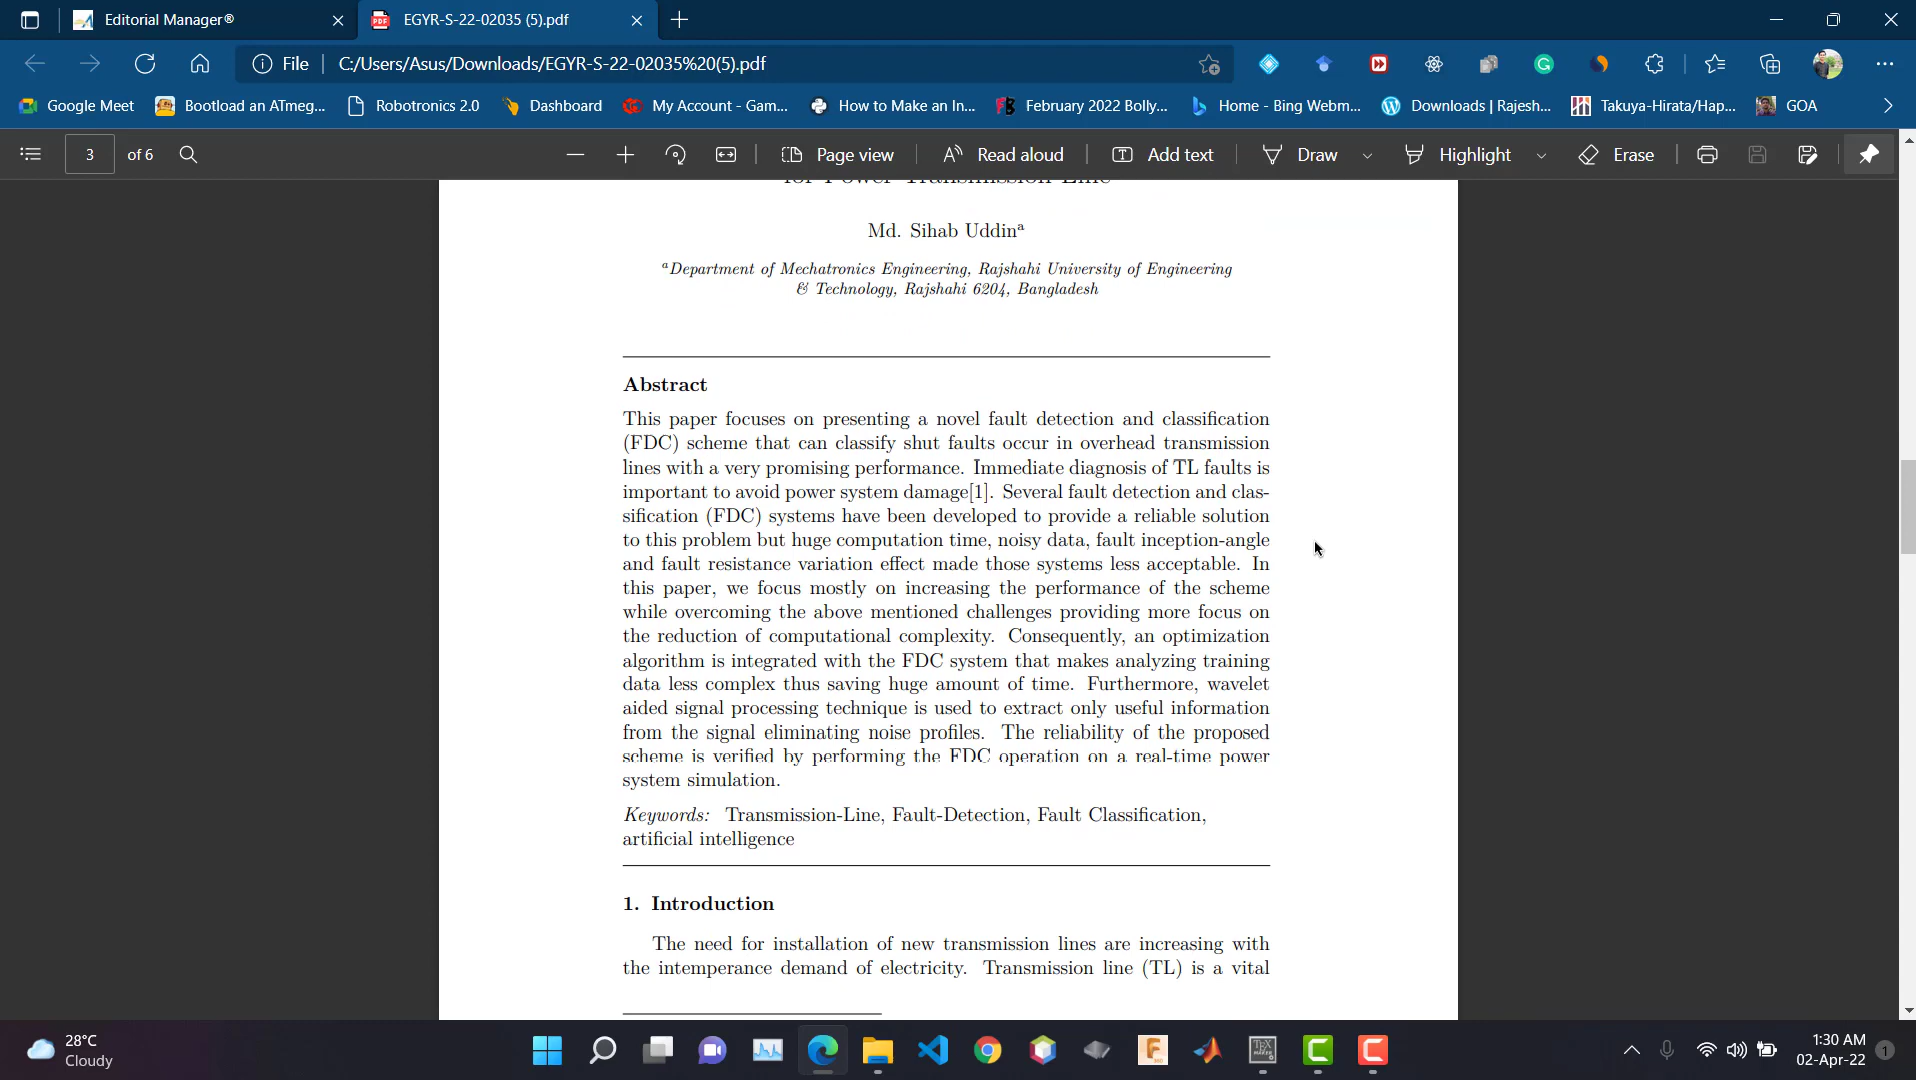 Editorial Manager®
EGYR-S-22-02035 (5).pdf
File
C:/Users/Asus/Downloads/EGYR-S-22-02035%20(5).pdf
Google Meet
Bootload an ATmeg...
Robotronics 2.0
Dashboard
My Account - Gam...
How to Make an In...
February 2022 Bolly...
Home - Bing Webm...
Downloads | Rajesh...
Takuya-Hirata/Hap...
GOA
3
of 6
Page view
Read aloud
Add text
Draw
Highlight
Erase
for Power Transmission Line
Md. Sihab Uddinᵃ
ᵃDepartment of Mechatronics Engineering, Rajshahi University of Engineering
& Technology, Rajshahi 6204, Bangladesh
Abstract
This paper focuses on presenting a novel fault detection and classification
(FDC) scheme that can classify shut faults occur in overhead transmission
lines with a very promising performance. Immediate diagnosis of TL faults is
important to avoid power system damage[1]. Several fault detection and clas-
sification (FDC) systems have been developed to provide a reliable solution
to this problem but huge computation time, noisy data, fault inception-angle
and fault resistance variation effect made those systems less acceptable. In
this paper, we focus mostly on increasing the performance of the scheme
while overcoming the above mentioned challenges providing more focus on
the reduction of computational complexity. Consequently, an optimization
algorithm is integrated with the FDC system that makes analyzing training
data less complex thus saving huge amount of time. Furthermore, wavelet
aided signal processing technique is used to extract only useful information
from the signal eliminating noise profiles. The reliability of the proposed
scheme is verified by performing the FDC operation on a real-time power
system simulation.
Keywords: Transmission-Line, Fault-Detection, Fault Classification,
artificial intelligence
1. Introduction
The need for installation of new transmission lines are increasing with
the intemperance demand of electricity. Transmission line (TL) is a vital
28°C
Cloudy
1:30 AM
02-Apr-22
1